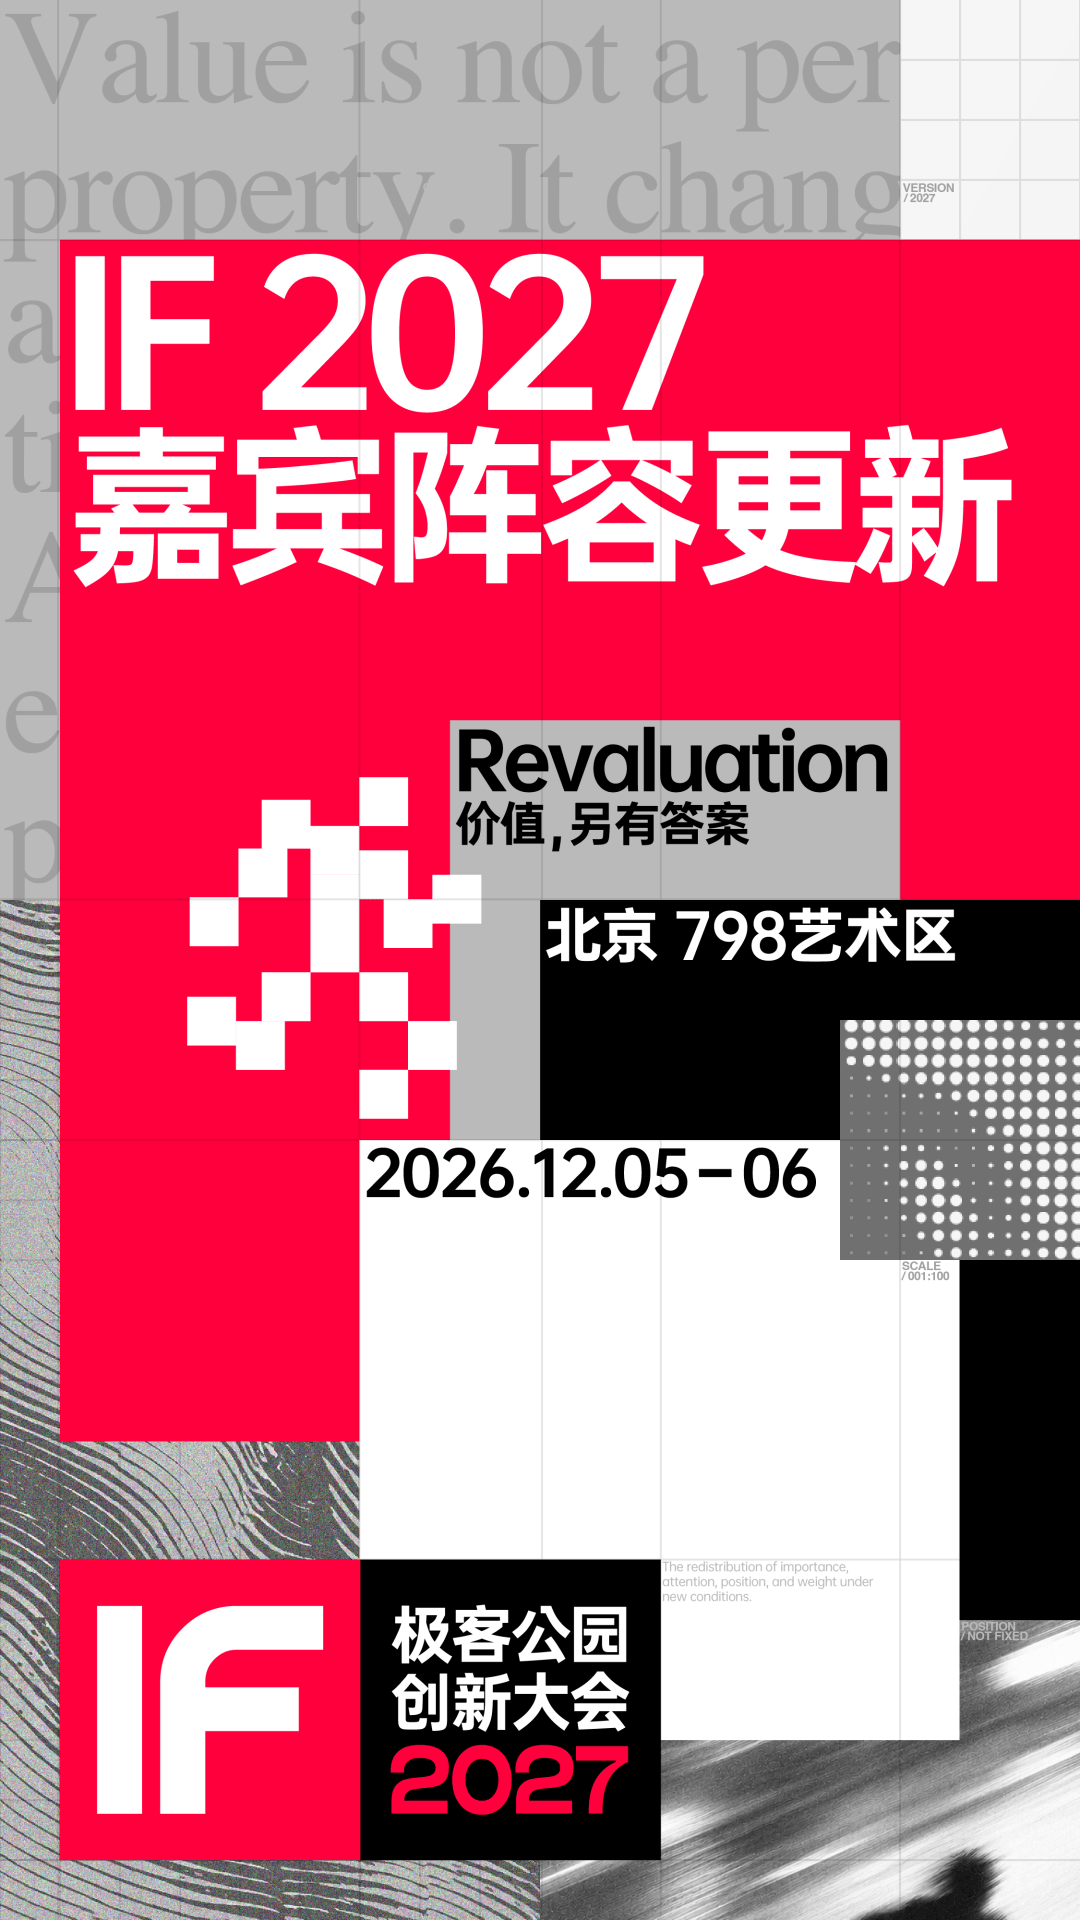 Value is not a per
property. It chang
a
ti
A
e
p
VERSION
/ 2027
IF 2027
嘉宾阵容更新
Revaluation
价值,另有答案
北京 798艺术区
2026.12.05-06
SCALE
/ 001:100
The redistribution of importance,
attention, position, and weight under
new conditions.
POSITION
/ NOT FIXED
IF
极客公园
创新大会
2027